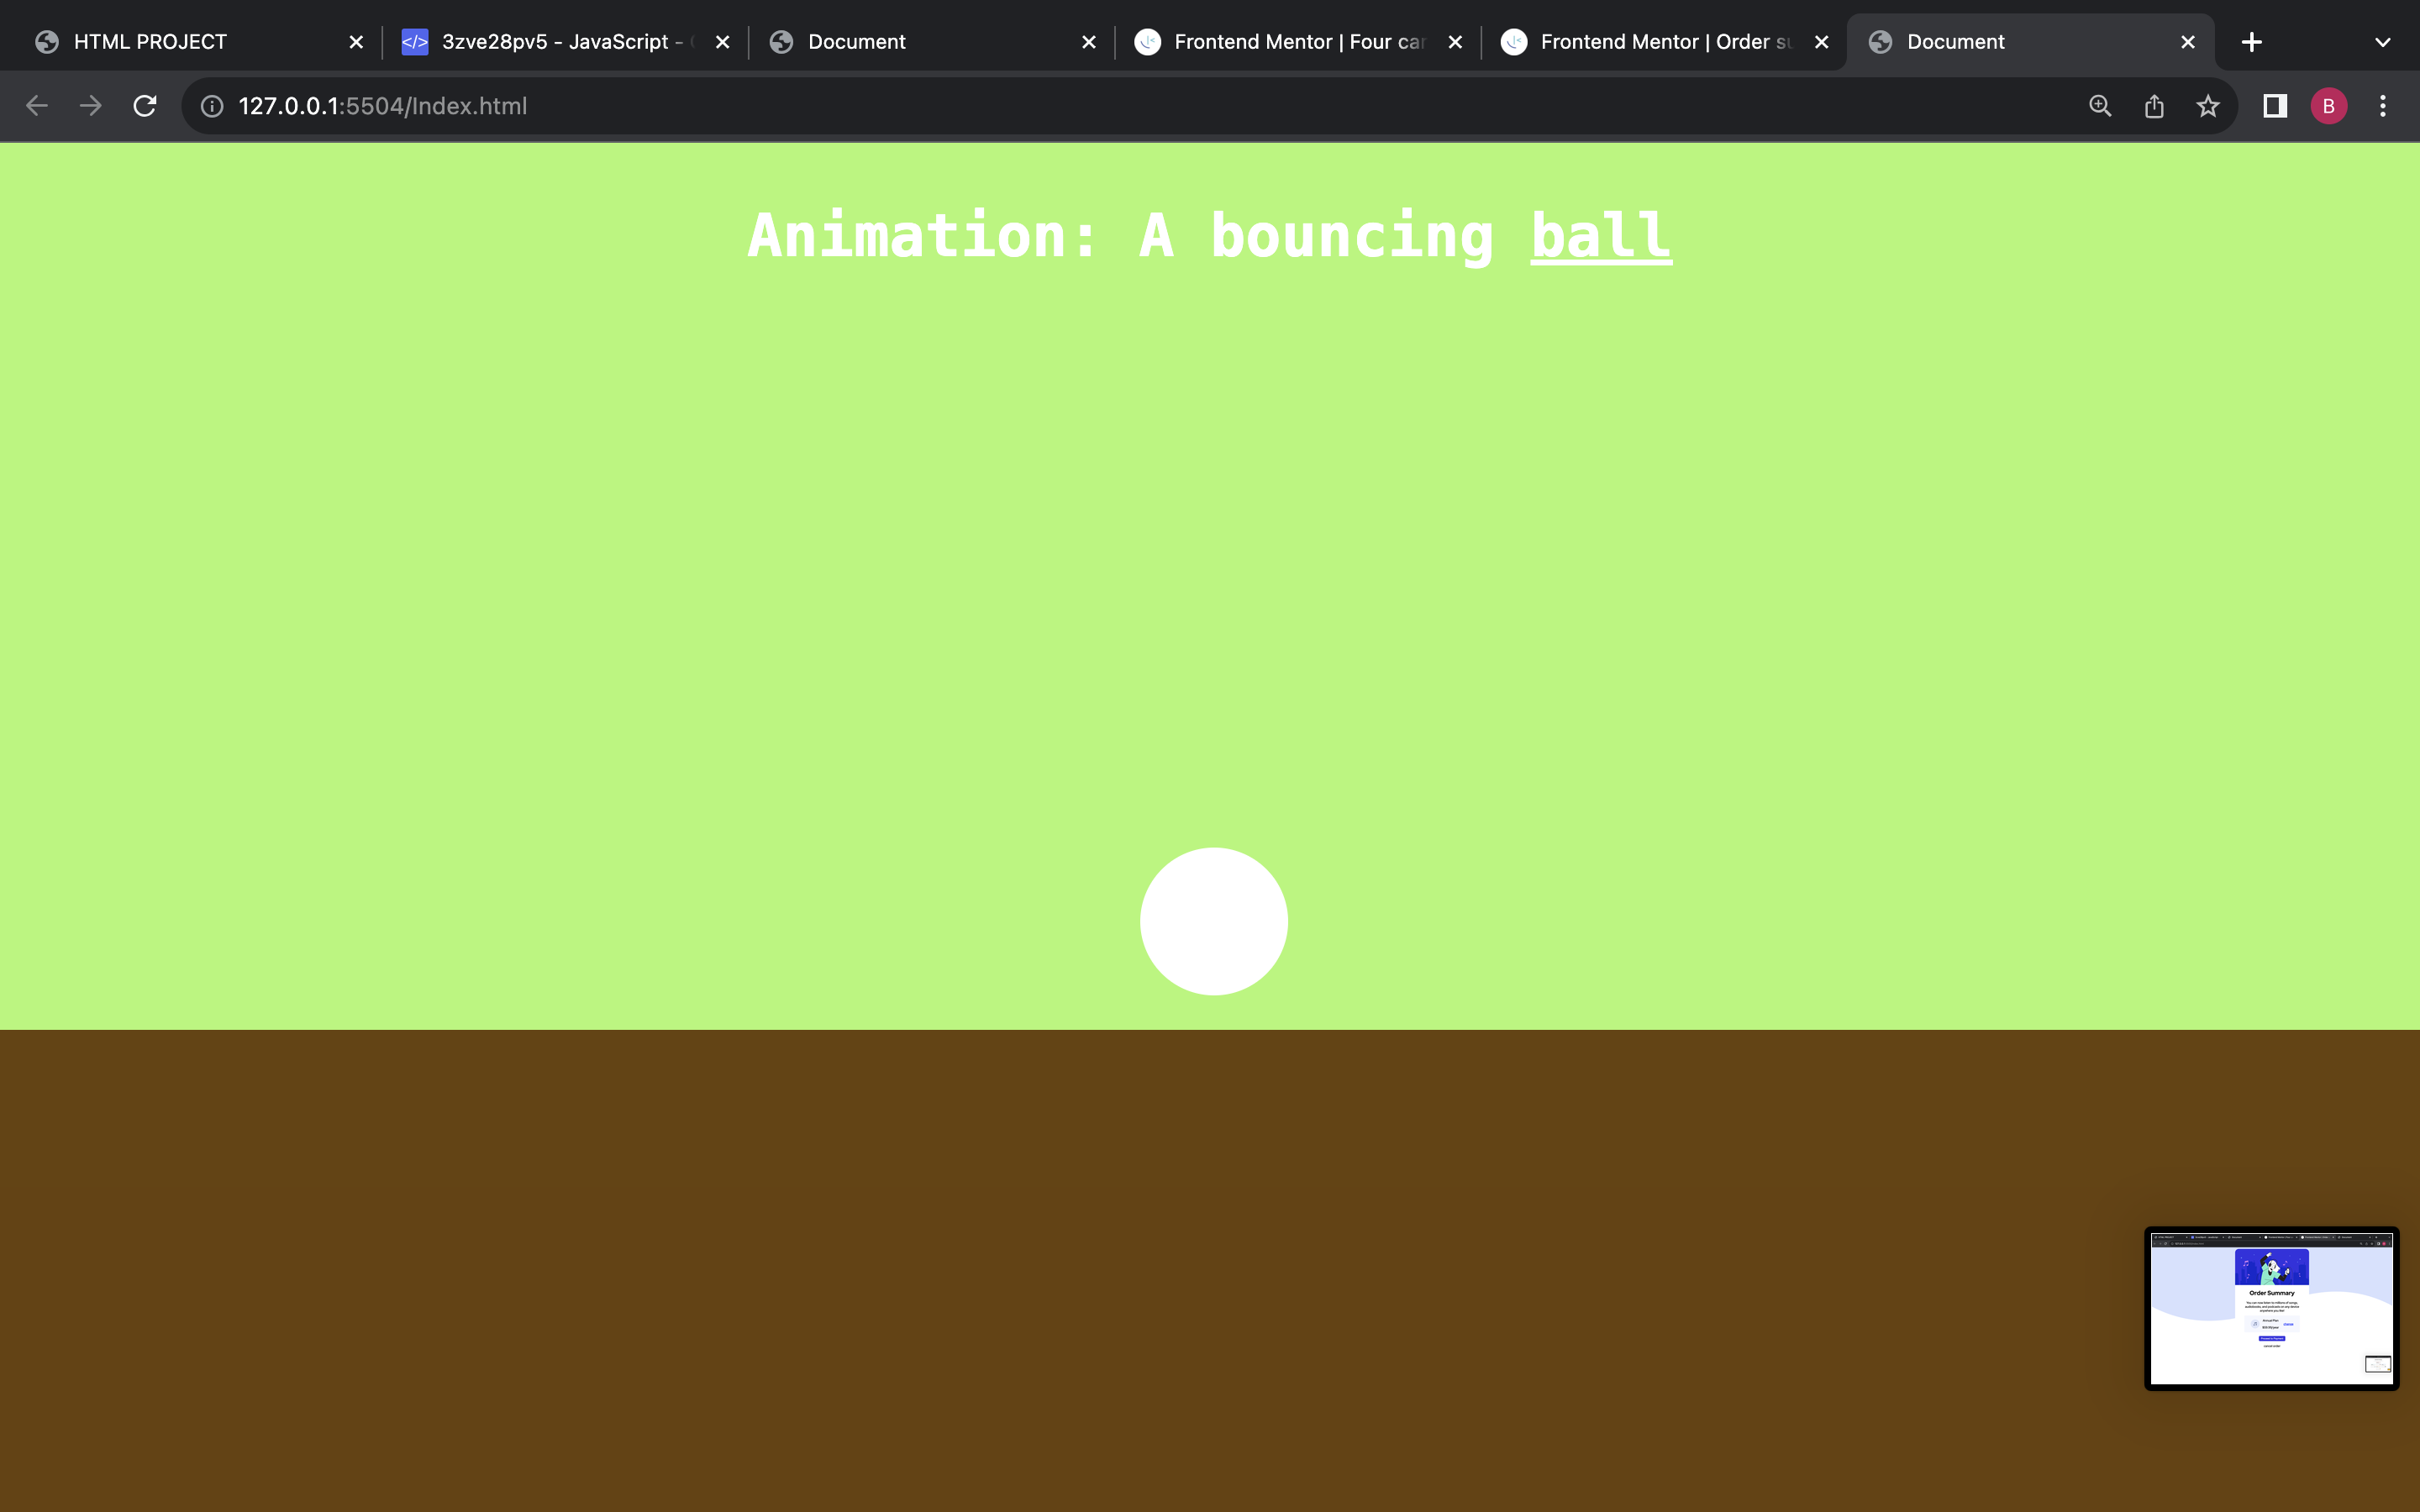 HTML PROJECT
</> 3zve28pv5 - JavaScript -
Document
Frontend Mentor | Four car
Frontend Mentor | Order su
Document
127.0.0.1:5504/Index.html
B
Animation: A bouncing ball
Order Summary